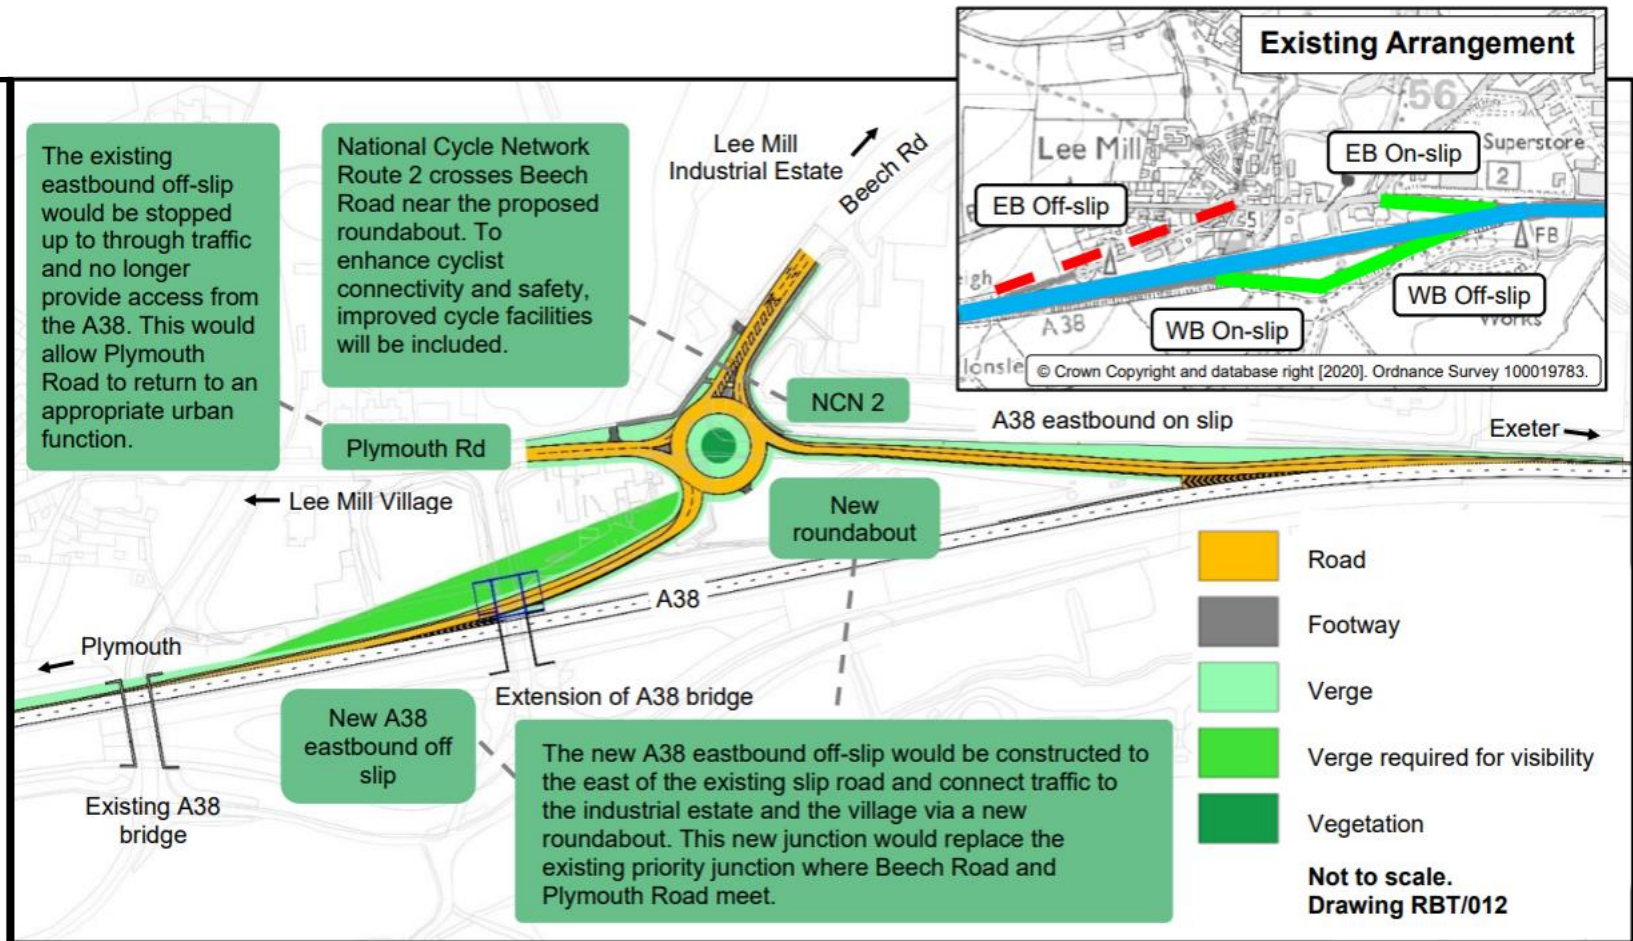 Existing Arrangement
56
Lee Mill
EB On-slip
Superstore
2
EB Off-slip
5
FB
eigh
WB Off-slip
A 38
WB On-slip
Works
lonsle
© Crown Copyright and database right [2020]. Ordnance Survey 100019783.
The existing
eastbound off-slip
would be stopped
up to through traffic
and no longer
provide access from
the A38. This would
allow Plymouth
Road to return to an
appropriate urban
function.
National Cycle Network
Route 2 crosses Beech
Road near the proposed
roundabout. To
enhance cyclist
connectivity and safety,
improved cycle facilities
will be included.
Lee Mill
Industrial Estate
Beech Rd
NCN 2
A38 eastbound on slip
Exeter
Plymouth Rd
Lee Mill Village
New
roundabout
A38
Plymouth
Extension of A38 bridge
New A38
eastbound off
slip
Existing A38
bridge
The new A38 eastbound off-slip would be constructed to
the east of the existing slip road and connect traffic to
the industrial estate and the village via a new
roundabout. This new junction would replace the
existing priority junction where Beech Road and
Plymouth Road meet.
Road
Footway
Verge
Verge required for visibility
Vegetation
Not to scale.
Drawing RBT/012